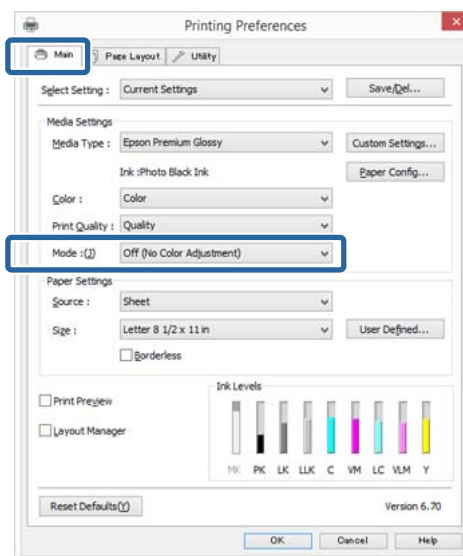 Printing Preferences
Main Page Layout Utility
Select Setting : Current Settings Save/Del...
Media Settings
Media Type : Epson Premium Glossy Custom Settings...
Ink :Photo Black Ink Paper Config...
Color : Color
Print Quality : Quality
Mode :(J) Off (No Color Adjustment)
Paper Settings
Source : Sheet
Size : Letter 8 1/2 x 11 in User Defined...
Borderless
Ink Levels
Print Preview
Layout Manager
MK PK LK LLK C VM LC VLM Y
Reset Defaults(Y) Version 6.70
OK Cancel Help